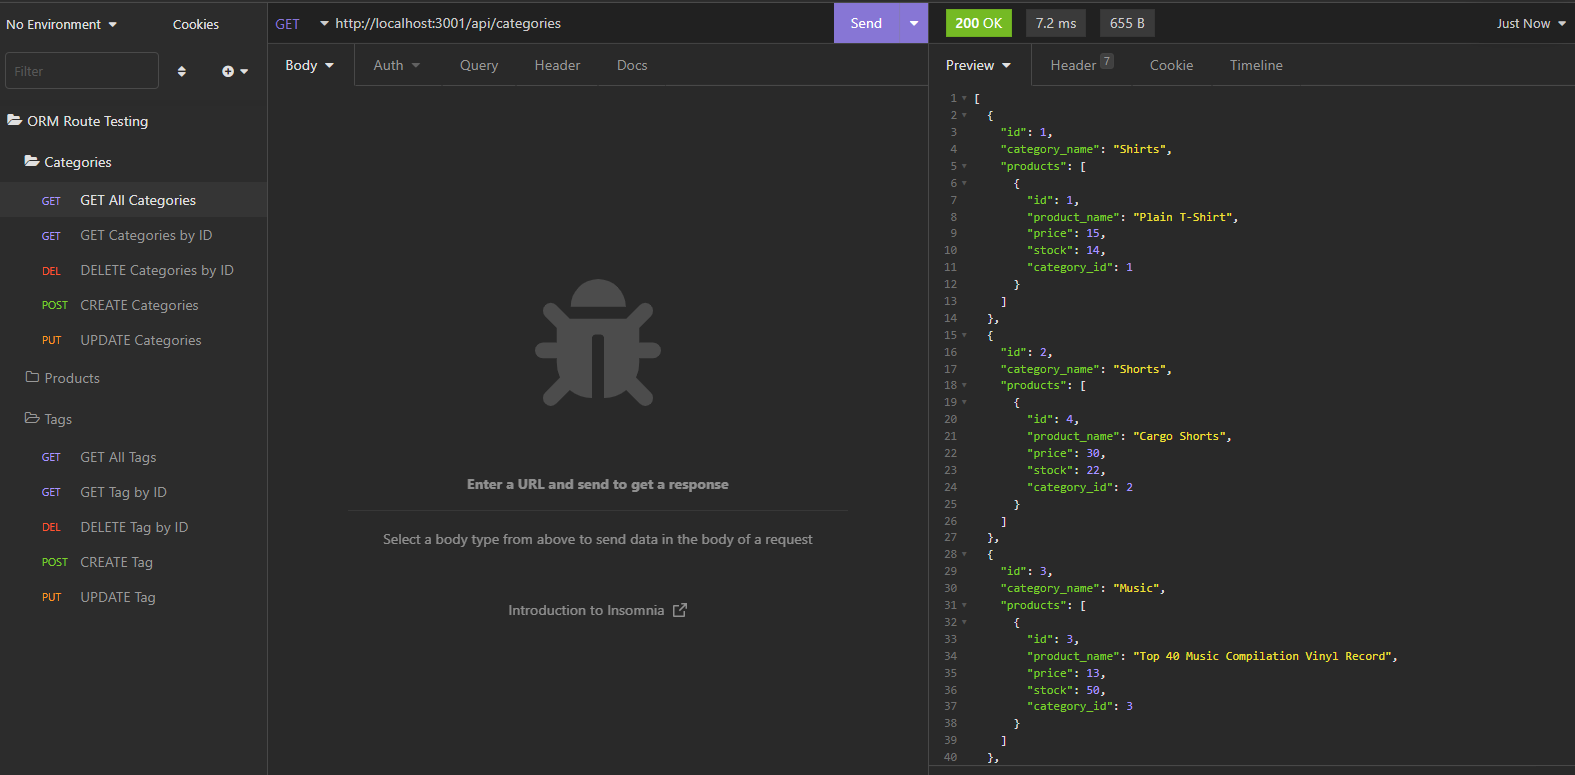 No Environment
Cookies
Filter
ORM Route Testing
Categories
GET GET All Categories
GET GET Categories by ID
DEL DELETE Categories by ID
POST CREATE Categories
PUT UPDATE Categories
Products
Tags
GET GET All Tags
GET GET Tag by ID
DEL DELETE Tag by ID
POST CREATE Tag
PUT UPDATE Tag
GET http://localhost:3001/api/categories Send
Body Auth Query Header Docs
Enter a URL and send to get a response
Select a body type from above to send data in the body of a request
Introduction to Insomnia
200 OK 7.2 ms 655 B Just Now
Preview Header 7 Cookie Timeline
1 [
2 {
3 "id": 1,
4 "category_name": "Shirts",
5 "products": [
6 {
7 "id": 1,
8 "product_name": "Plain T-Shirt",
9 "price": 15,
10 "stock": 14,
11 "category_id": 1
12 }
13 ]
14 },
15 {
16 "id": 2,
17 "category_name": "Shorts",
18 "products": [
19 {
20 "id": 4,
21 "product_name": "Cargo Shorts",
22 "price": 30,
23 "stock": 22,
24 "category_id": 2
25 }
26 ]
27 },
28 {
29 "id": 3,
30 "category_name": "Music",
31 "products": [
32 {
33 "id": 3,
34 "product_name": "Top 40 Music Compilation Vinyl Record",
35 "price": 13,
36 "stock": 50,
37 "category_id": 3
38 }
39 ]
40 },